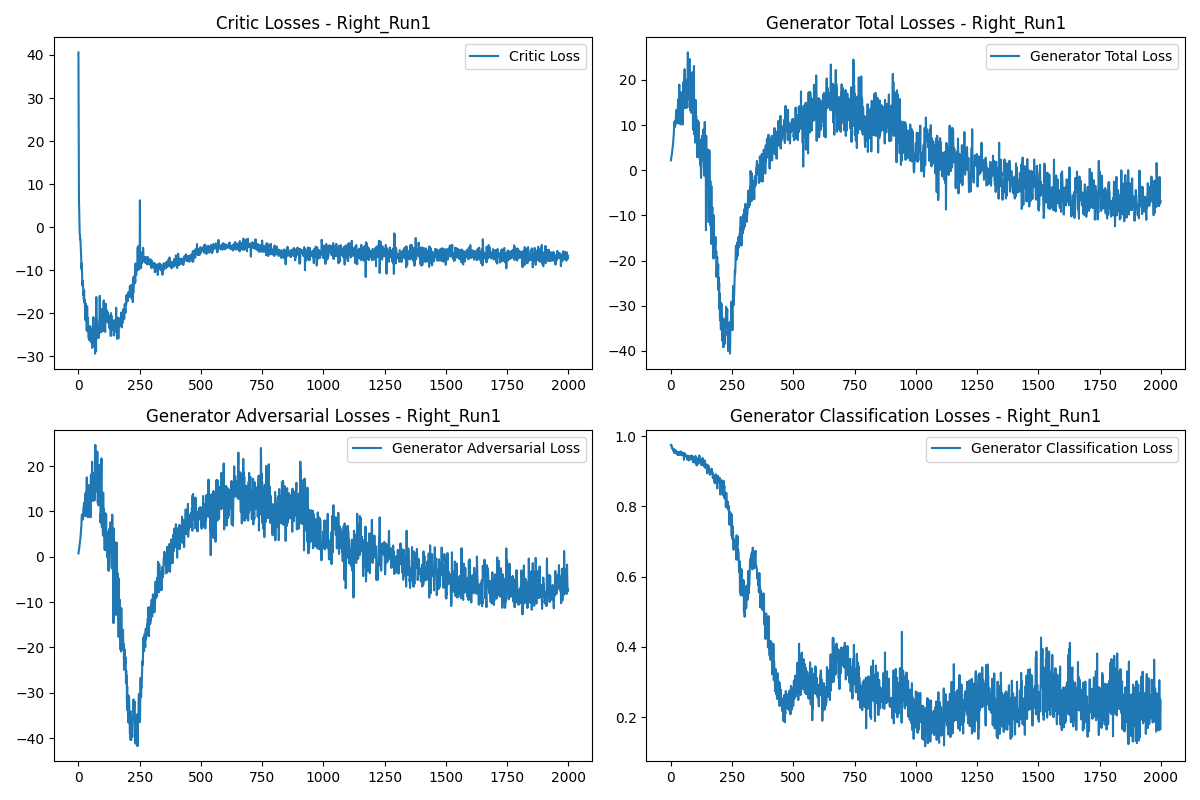 Critic Losses - Right_Run1
Critic Loss
40
30
20
10
0
−10
−20
−30
0 250 500 750 1000 1250 1500 1750 2000
Generator Total Losses - Right_Run1
Generator Total Loss
20
10
0
−10
−20
−30
−40
0 250 500 750 1000 1250 1500 1750 2000
Generator Adversarial Losses - Right_Run1
Generator Adversarial Loss
20
10
0
−10
−20
−30
−40
0 250 500 750 1000 1250 1500 1750 2000
Generator Classification Losses - Right_Run1
Generator Classification Loss
1.0
0.8
0.6
0.4
0.2
0 250 500 750 1000 1250 1500 1750 2000